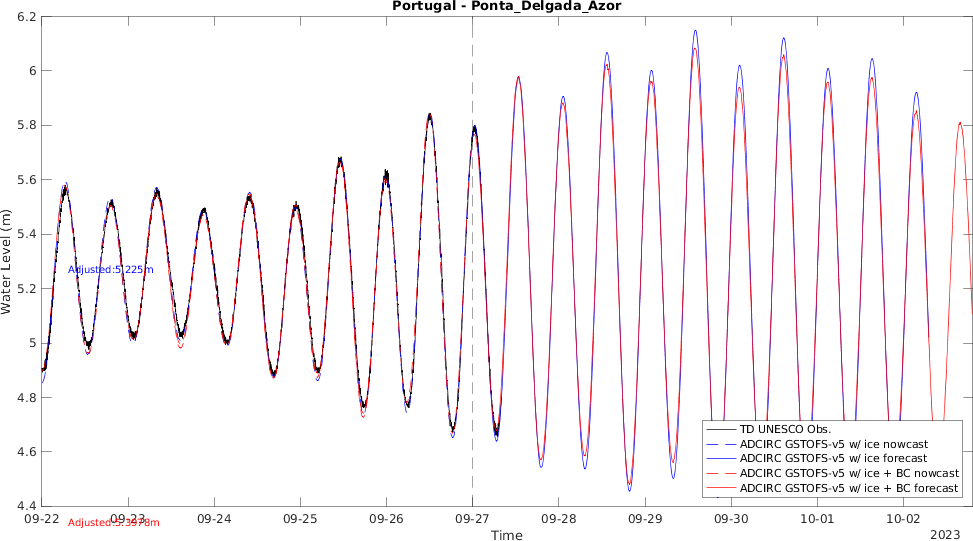 Portugal - Ponta_Delgada_Azor
6.2
6
5.8
5.6
5.4
5.2
5
4.8
4.6
4.4
Water Level (m)
Adjusted:5.225m
Adjusted:5.3978m
TD UNESCO Obs.
ADCIRC GSTOFS-v5 w/ ice nowcast
ADCIRC GSTOFS-v5 w/ ice forecast
ADCIRC GSTOFS-v5 w/ ice + BC nowcast
ADCIRC GSTOFS-v5 w/ ice + BC forecast
09-22 09-23 09-24 09-25 09-26 09-27 09-28 09-29 09-30 10-01 10-02
Time
2023